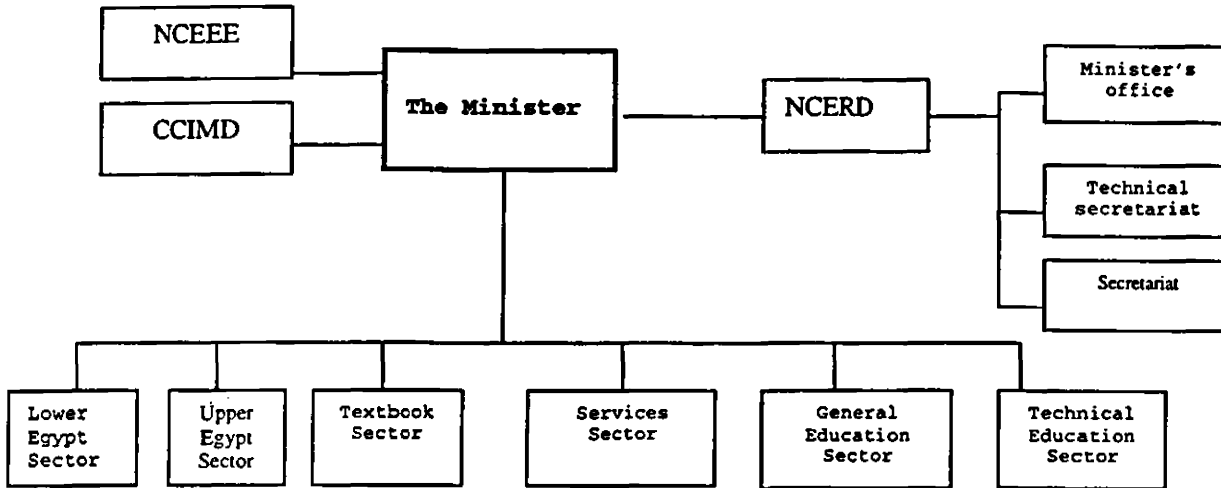 NCEEE
CCIMD
The Minister
NCERD
Minister's
office
Technical
secretariat
Secretariat
Lower
Egypt
Sector
Upper
Egypt
Sector
Textbook
Sector
Services
Sector
General
Education
Sector
Technical
Education
Sector